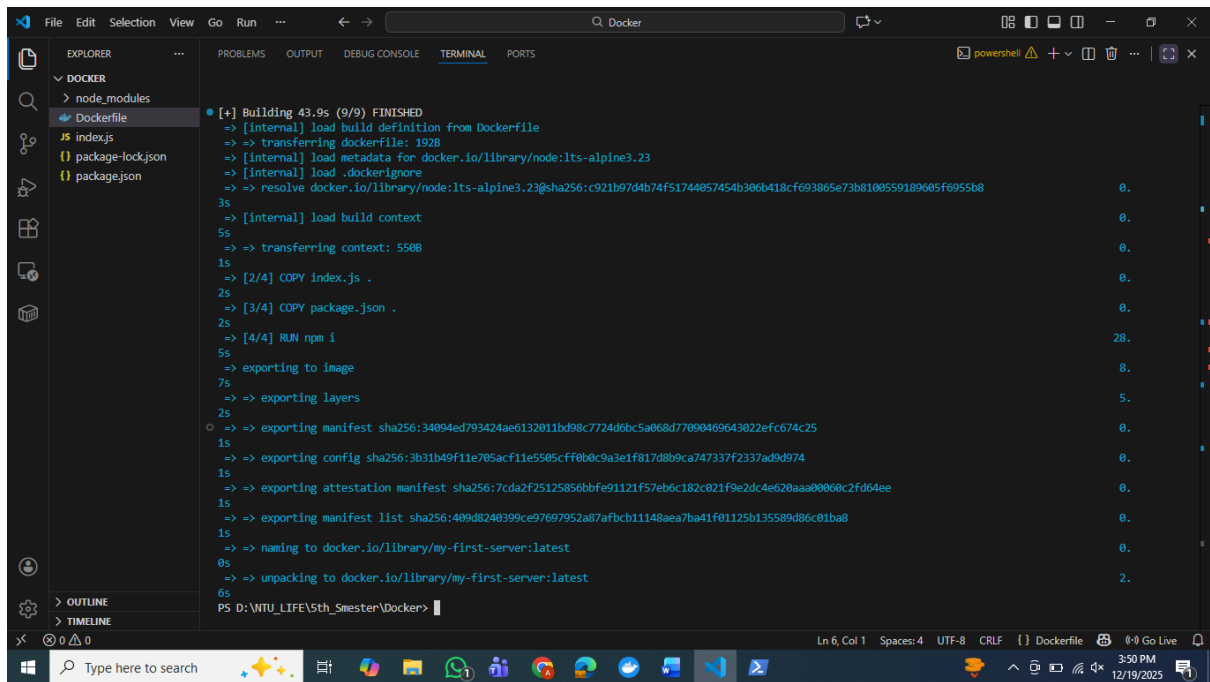 File Edit Selection View Go Run ···
Docker
EXPLORER ···
DOCKER
node_modules
Dockerfile
JS index.js
{} package-lock.json
{} package.json
OUTLINE
TIMELINE
PROBLEMS OUTPUT DEBUG CONSOLE TERMINAL PORTS
powershell
[+] Building 43.9s (9/9) FINISHED
=> [internal] load build definition from Dockerfile
=> => transferring dockerfile: 192B
=> [internal] load metadata for docker.io/library/node:lts-alpine3.23
=> [internal] load .dockerignore
=> => resolve docker.io/library/node:lts-alpine3.23@sha256:c921b97d4b74f51744057454b306b418cf693865e73b8100559189605f6955b8 0.
3s
=> [internal] load build context 0.
5s
=> => transferring context: 550B 0.
1s
=> [2/4] COPY index.js . 0.
2s
=> [3/4] COPY package.json . 0.
2s
=> [4/4] RUN npm i 28.
5s
=> exporting to image 8.
7s
=> => exporting layers 5.
2s
=> => exporting manifest sha256:34094ed793424ae6132011bd98c7724d6bc5a068d77090469643022efc674c25 0.
1s
=> => exporting config sha256:3b31b49f11e705acf11e5505cff0b0c9a3e1f817d8b9ca747337f2337ad9d974 0.
1s
=> => exporting attestation manifest sha256:7cda2f25125856bbfe91121f57eb6c182c021f9e2dc4e620aaa00060c2fd64ee 0.
1s
=> => exporting manifest list sha256:409d8240399ce97697952a87afbcb11148aea7ba41f01125b135589d86c01ba8 0.
1s
=> => naming to docker.io/library/my-first-server:latest 0.
0s
=> => unpacking to docker.io/library/my-first-server:latest 2.
6s
PS D:\NTU_LIFE\5th_Smester\Docker>
0 0 Ln 6, Col 1 Spaces: 4 UTF-8 CRLF {} Dockerfile Go Live
Type here to search
3:50 PM
12/19/2025